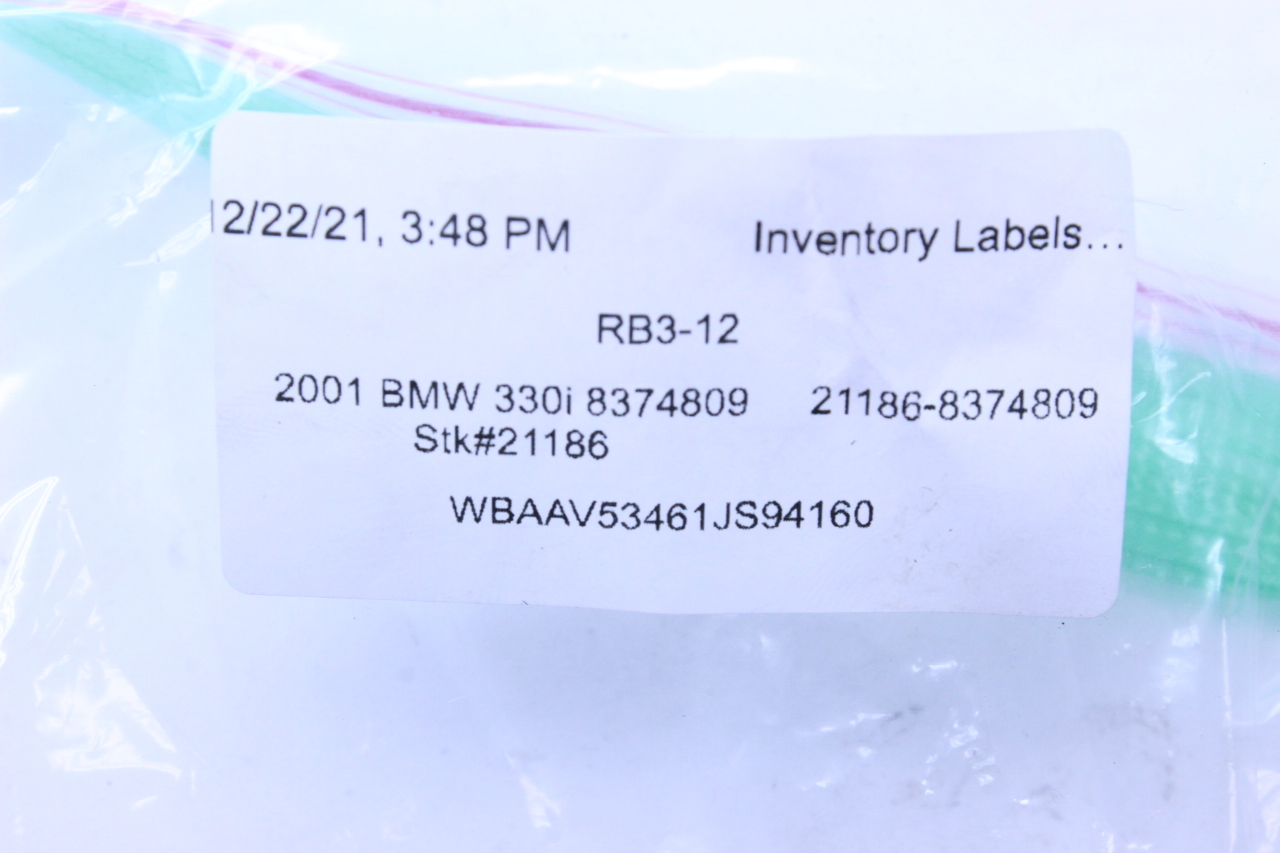 12/22/21, 3:48 PM Inventory Labels...
RB3-12
2001 BMW 330i 8374809 21186-8374809
Stk#21186
WBAAV53461JS94160